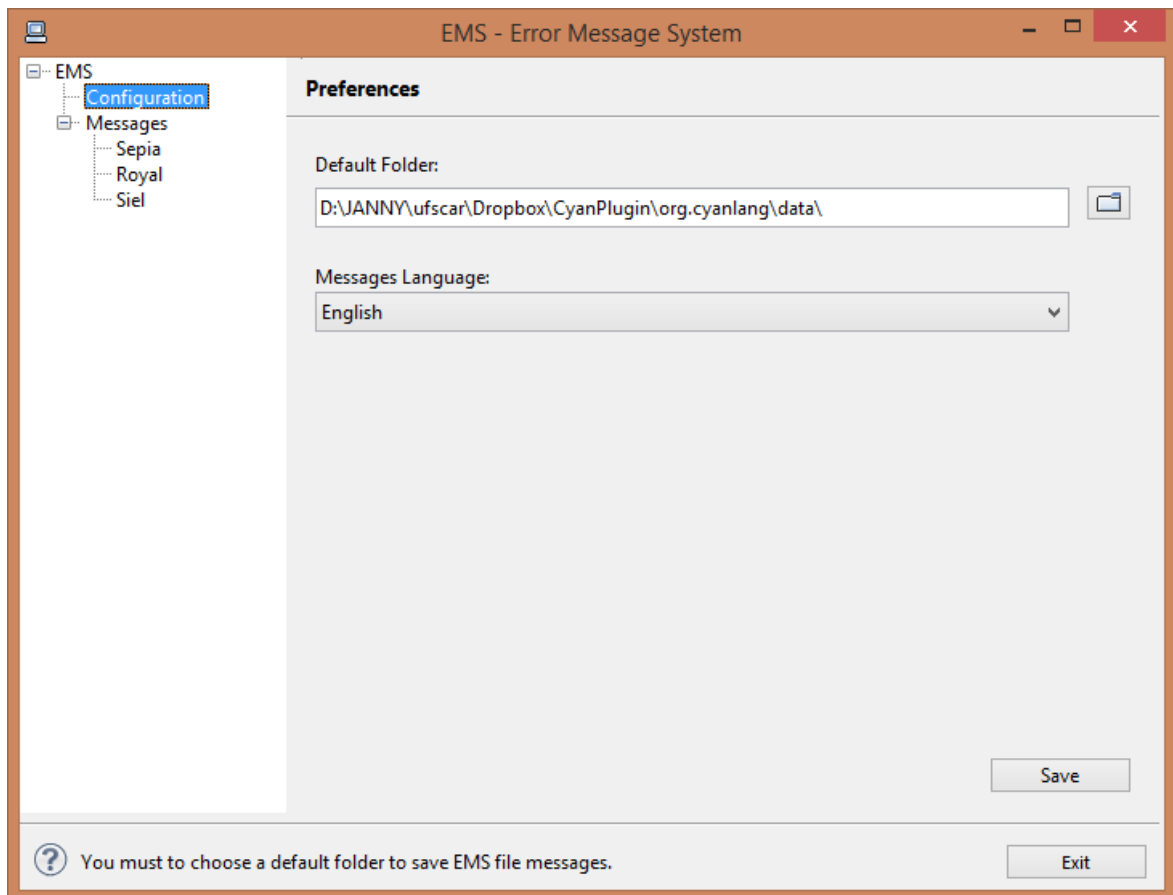 EMS - Error Message System
EMS
Configuration
Messages
Sepia
Royal
Siel
Preferences
Default Folder:
D:\JANNY\ufscar\Dropbox\CyanPlugin\org.cyanlang\data\
Messages Language:
English
Save
You must to choose a default folder to save EMS file messages.
Exit